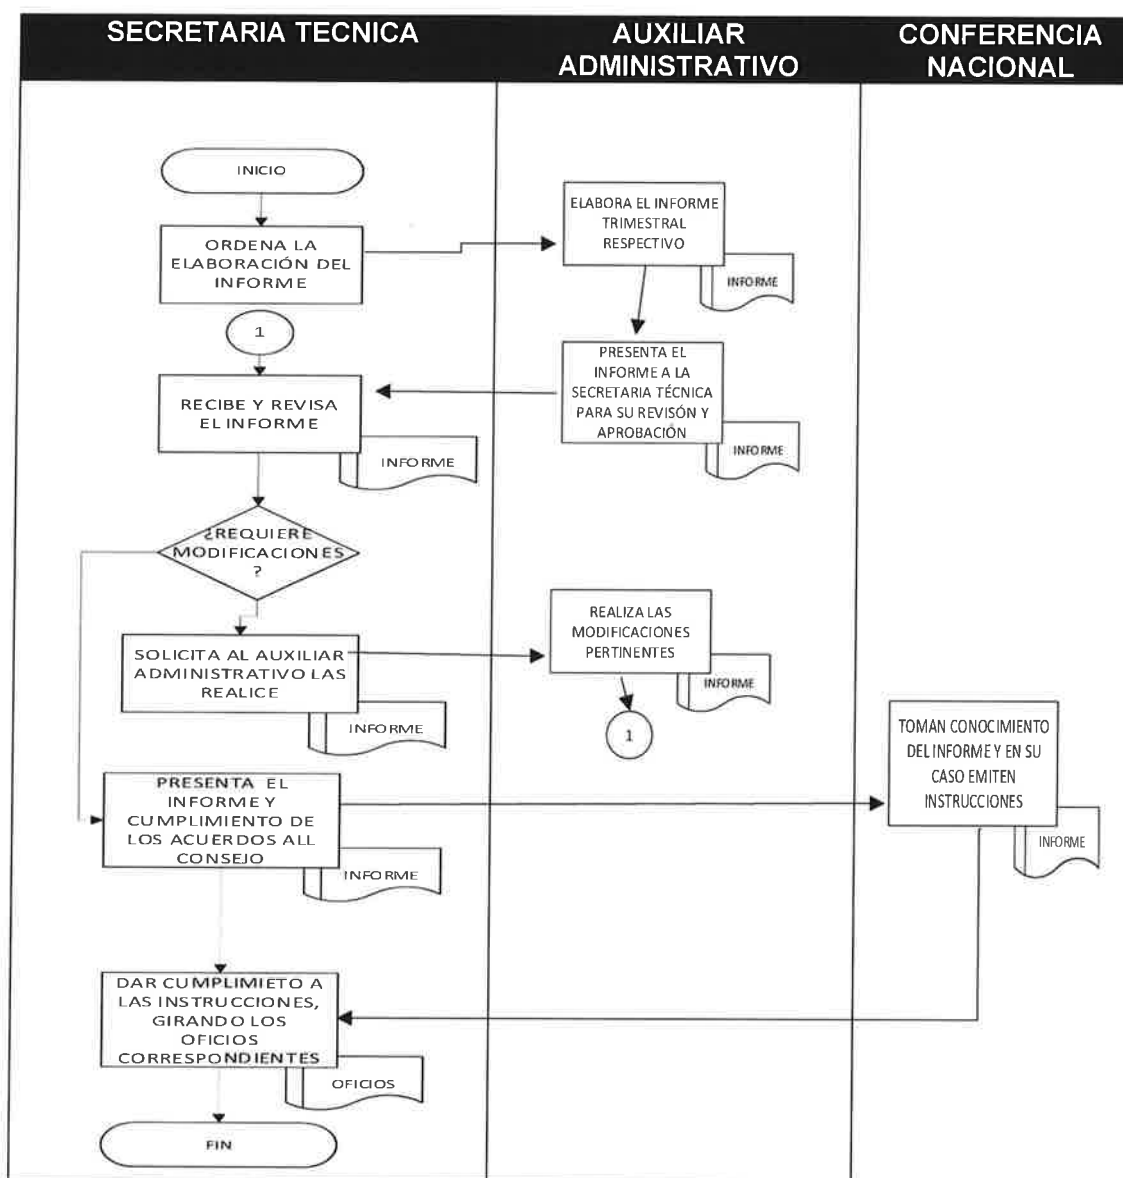 SECRETARIA TECNICA
AUXILIAR
ADMINISTRATIVO
CONFERENCIA
NACIONAL
INICIO
ORDENA LA
ELABORACIÓN DEL
INFORME
ELABORA EL INFORME
TRIMESTRAL
RESPECTIVO
INFORME
1
RECIBE Y REVISA
EL INFORME
INFORME
PRESENTA EL
INFORME A LA
SECRETARIA TÉCNICA
PARA SU REVISÓN Y
APROBACIÓN
INFORME
¿REQUIERE
MODIFICACIONES
?
SOLICITA AL AUXILIAR
ADMINISTRATIVO LAS
REALICE
INFORME
REALIZA LAS
MODIFICACIONES
PERTINENTES
INFORME
1
PRESENTA EL
INFORME Y
CUMPLIMIENTO DE
LOS ACUERDOS ALL
CONSEJO
INFORME
TOMAN CONOCIMIENTO
DEL INFORME Y EN SU
CASO EMITEN
INSTRUCCIONES
INFORME
DAR CUMPLIMIETO A
LAS INSTRUCCIONES,
GIRANDO LOS
OFICIOS
CORRESPONDIENTES
OFICIOS
FIN